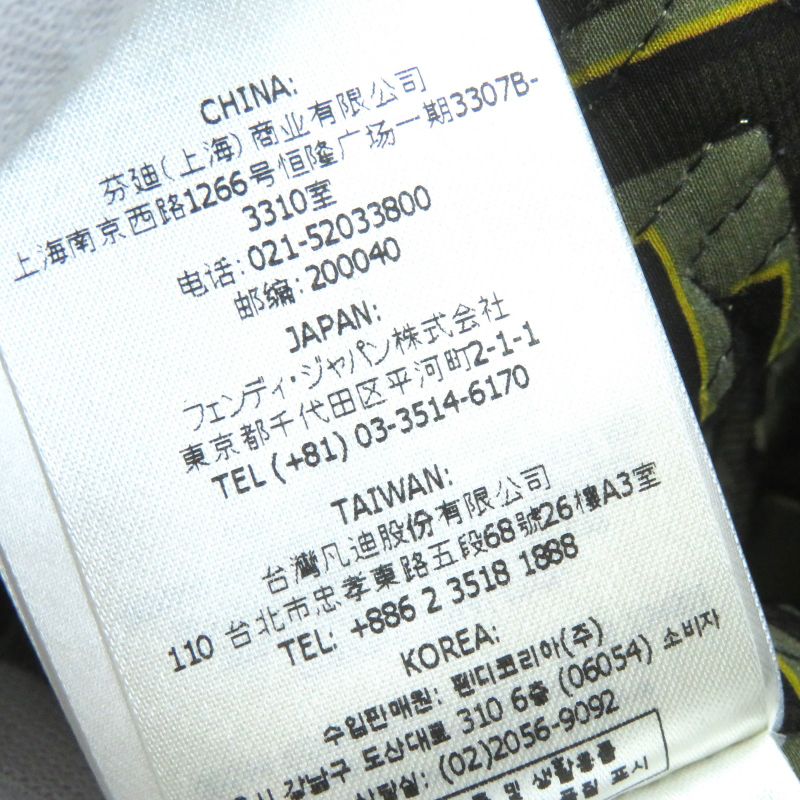 CHINA:
芬迪(上海)商业有限公司
上海南京西路1266号恒隆广场一期3307B-
3310室
电话: 021-52033800
邮编: 200040
JAPAN:
フェンディ・ジャパン株式会社
東京都千代田区平河町2-1-1
TEL (+81) 03-3514-6170
TAIWAN:
台灣凡迪股份有限公司
110 台北市忠孝東路五段68號26樓A3室
TEL: +886 2 3518 1888
KOREA:
수입판매원: 펜디코리아(주)
강남구 도산대로 310 6층 (06054) 소비자
(02)2056-9092
및 생활용품
표시